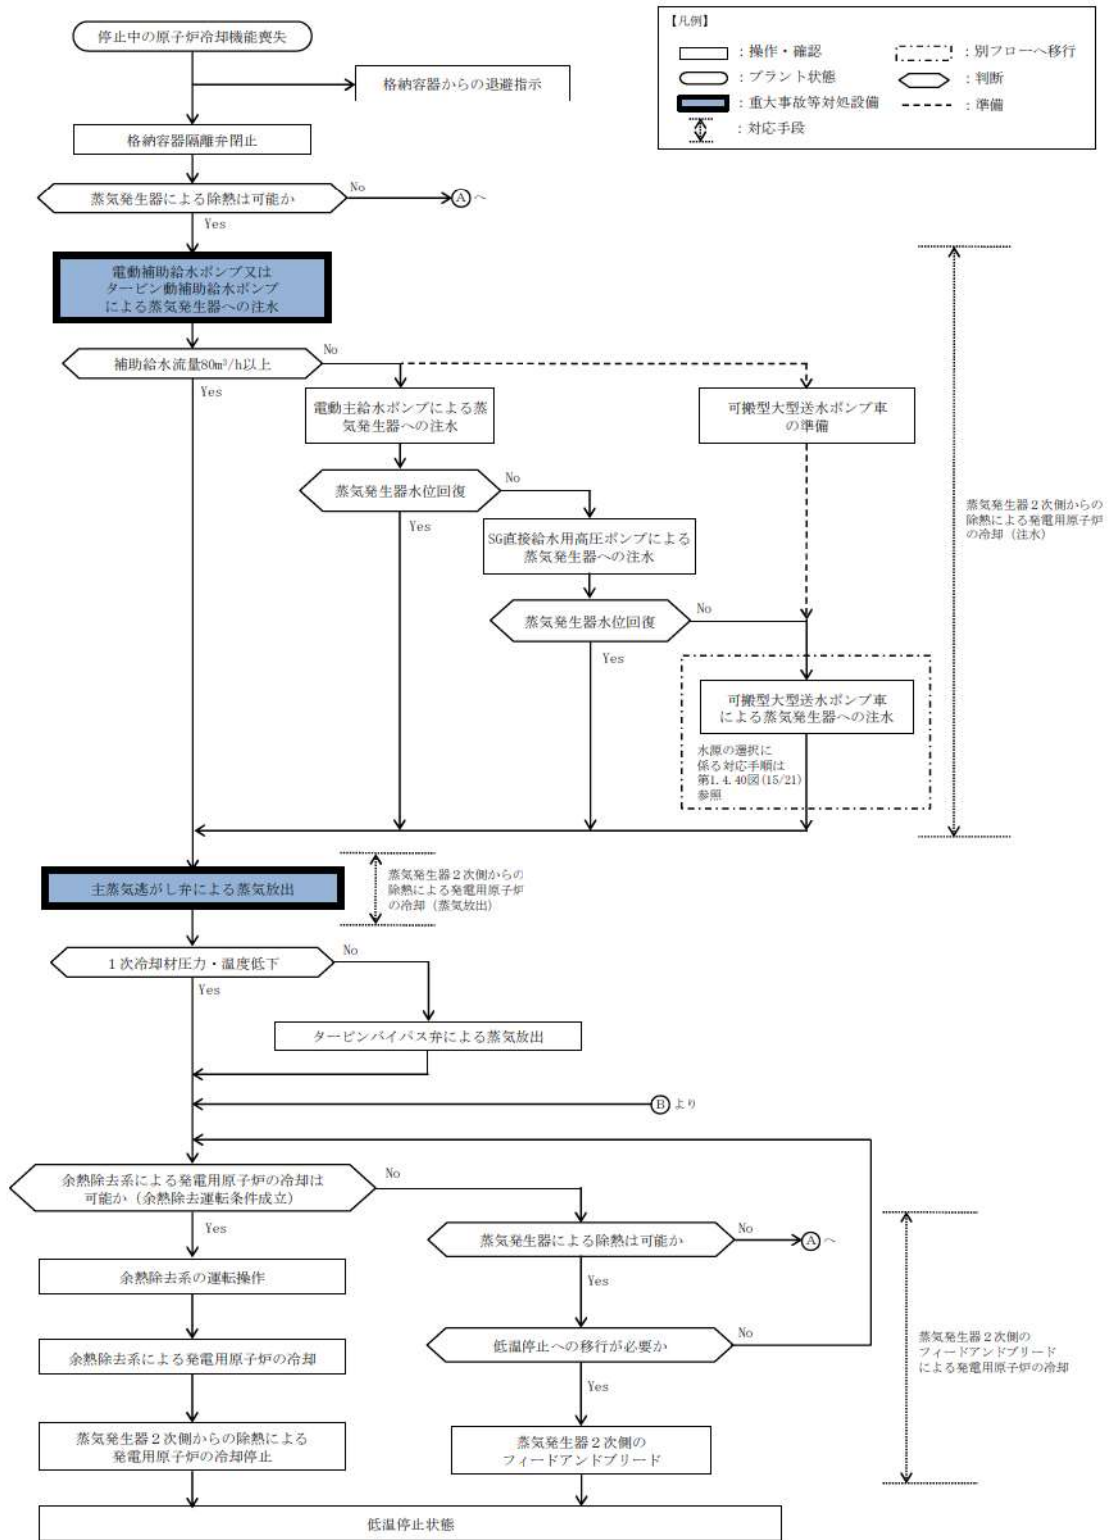 停止中の原子炉冷却機能喪失
【凡例】
：操作・確認
：別フローへ移行
：プラント状態
：判断
：重大事故等対処設備
：準備
：対応手段
格納容器からの退避指示
格納容器隔離弁閉止
蒸気発生器による除熱は可能か
No
Ⓐへ
Yes
電動補助給水ポンプ又は
タービン動補助給水ポンプ
による蒸気発生器への注水
補助給水流量80m³/h以上
No
Yes
電動主給水ポンプによる蒸
気発生器への注水
可搬型大型送水ポンプ車
の準備
蒸気発生器水位回復
No
Yes
SG直接給水用高圧ポンプによる
蒸気発生器への注水
蒸気発生器2次側からの
除熱による発電用原子炉
の冷却（注水）
蒸気発生器水位回復
No
Yes
可搬型大型送水ポンプ車
による蒸気発生器への注水
水源の選択に
係る対応手順は
第1.4.40図(15/21)
参照
主蒸気逃がし弁による蒸気放出
蒸気発生器2次側からの
除熱による発電用原子炉
の冷却（蒸気放出）
1次冷却材圧力・温度低下
No
Yes
タービンバイパス弁による蒸気放出
Ⓑより
余熱除去系による発電用原子炉の冷却は
可能か（余熱除去運転条件成立）
No
Yes
蒸気発生器による除熱は可能か
No
Ⓐへ
Yes
余熱除去系の運転操作
低温停止への移行が必要か
No
Yes
蒸気発生器2次側の
フィードアンドブリード
による発電用原子炉の冷却
余熱除去系による発電用原子炉の冷却
蒸気発生器2次側からの除熱による
発電用原子炉の冷却停止
蒸気発生器2次側の
フィードアンドブリード
低温停止状態